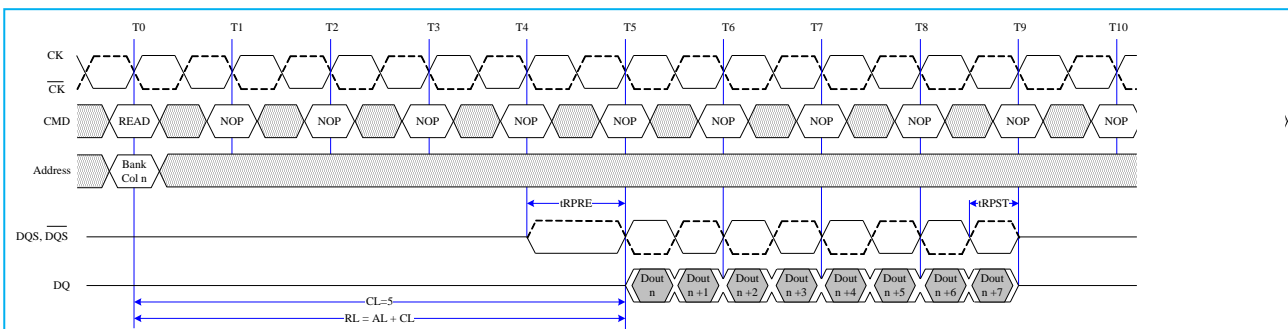 T0 T1 T2 T3 T4 T5 T6 T7 T8 T9 T10
CK
CK
CMD READ NOP NOP NOP NOP NOP NOP NOP NOP NOP NOP
Address Bank
Col n
tRPRE tRPST
DQS, DQS
DQ Dout Dout Dout Dout Dout Dout Dout Dout
n n +1 n +2 n +3 n +4 n +5 n +6 n +7
CL=5
RL = AL + CL